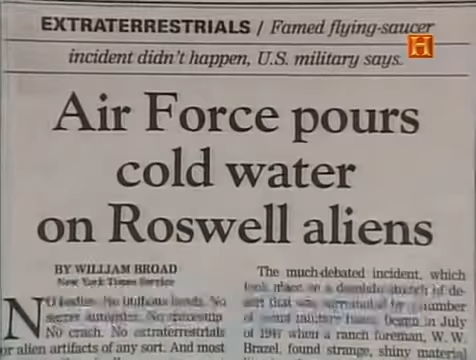 EXTRATERRESTRIALS / Famed flying-saucer
incident didn't happen, U.S. military says.
H
Air Force pours
cold water
on Roswell aliens
BY WILLIAM BROAD
New York Times Service
NO bodies. No bulbous heads. No
secret autopsies. No spaceship
No crash. No extraterrestrials
or alien artifacts of any sort. And most
The much-debated incident, which
took place on a desolate stretch of de-
sert that was surrounded by a number
of secret military bases, began in July
of 1947 when a ranch foreman, W. W.
Brazel, found strange, shiny material